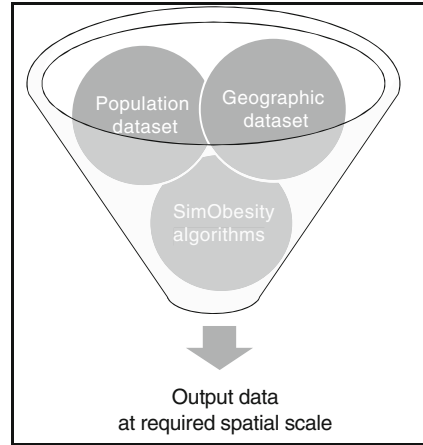 Population
dataset
Geographic
dataset
SimObesity
algorithms
Output data
at required spatial scale